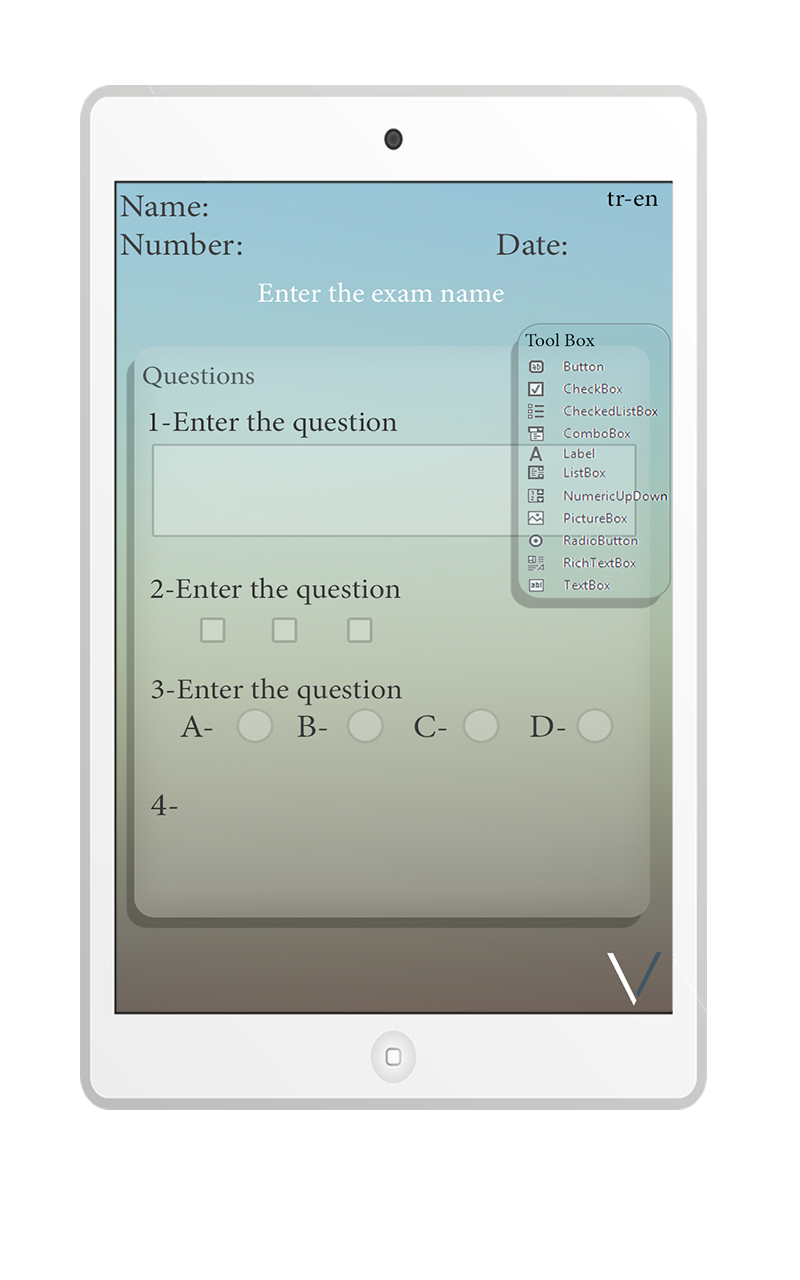 Name:
tr-en
Number:
Date:
Enter the exam name
Tool Box
Button
CheckBox
CheckedListBox
ComboBox
Label
ListBox
NumericUpDown
PictureBox
RadioButton
RichTextBox
TextBox
Questions
1-Enter the question
2-Enter the question
3-Enter the question
A- B- C- D-
4-